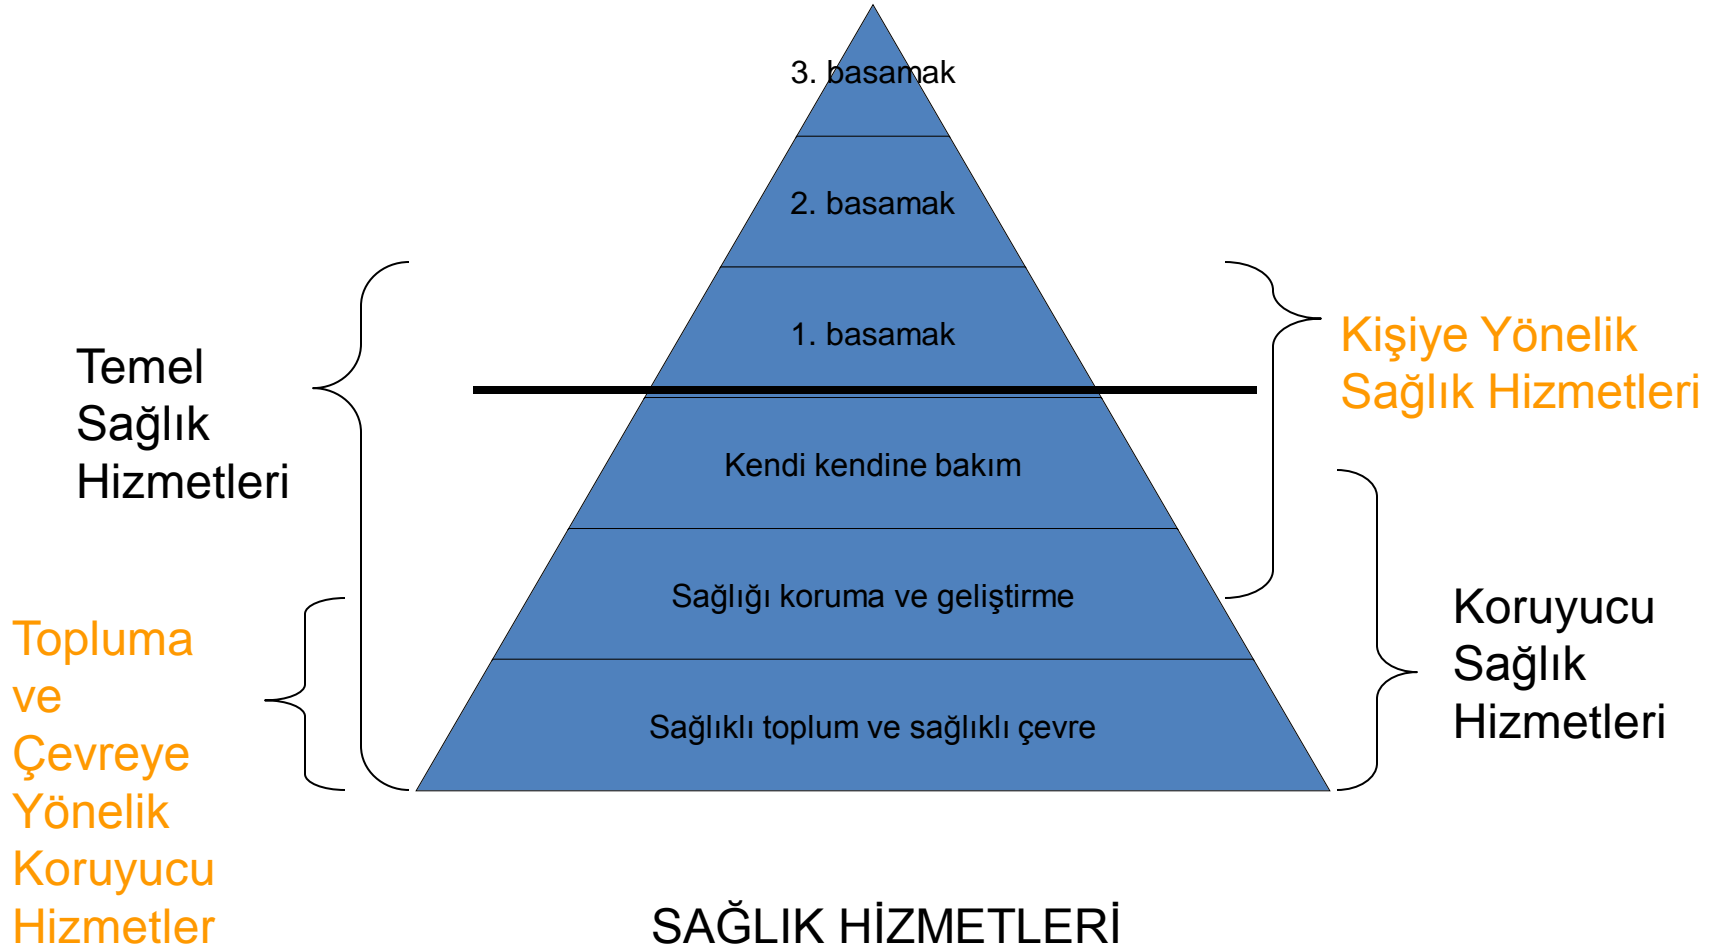 3. basamak
2. basamak
1. basamak
Kendi kendine bakım
Sağlığı koruma ve geliştirme
Sağlıklı toplum ve sağlıklı çevre
Temel
Sağlık
Hizmetleri
Topluma
ve
Çevreye
Yönelik
Koruyucu
Hizmetler
Kişiye Yönelik
Sağlık Hizmetleri
Koruyucu
Sağlık
Hizmetleri
SAĞLIK HİZMETLERİ